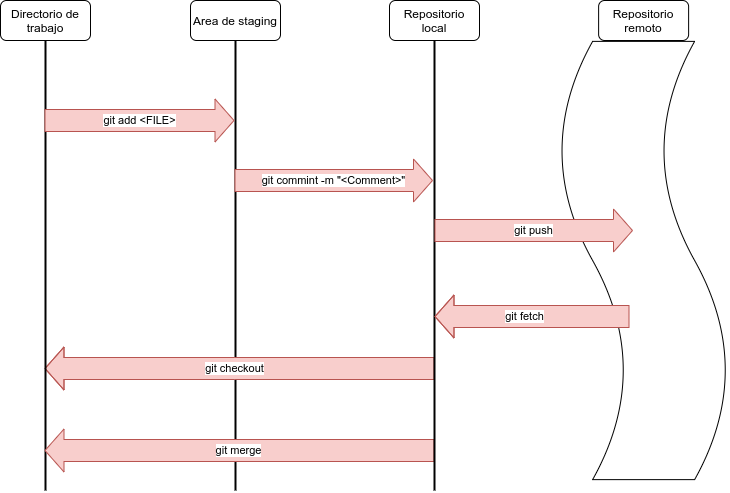 Directorio de
trabajo
Area de staging
Repositorio
local
Repositorio
remoto
git add <FILE>
git commint -m "<Comment>"
git push
git fetch
git checkout
git merge